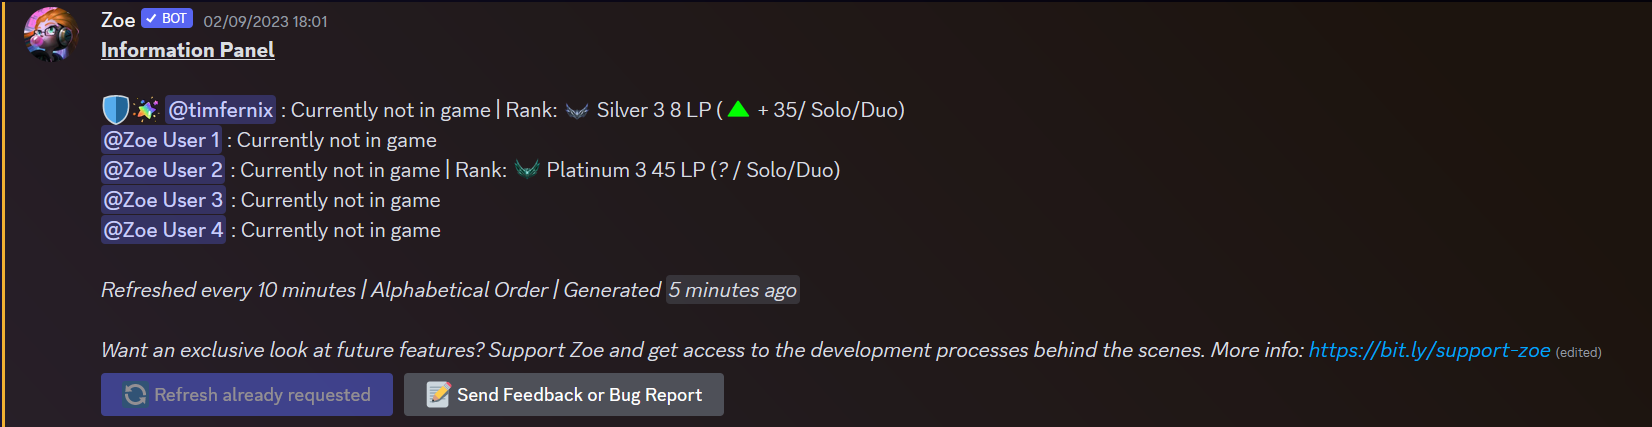 Zoe ✓ BOT 02/09/2023 18:01
Information Panel
@timfernix : Currently not in game | Rank: Silver 3 8 LP ( + 35/ Solo/Duo)
@Zoe User 1 : Currently not in game
@Zoe User 2 : Currently not in game | Rank: Platinum 3 45 LP (? / Solo/Duo)
@Zoe User 3 : Currently not in game
@Zoe User 4 : Currently not in game
Refreshed every 10 minutes | Alphabetical Order | Generated 5 minutes ago
Want an exclusive look at future features? Support Zoe and get access to the development processes behind the scenes. More info: https://bit.ly/support-zoe (edited)
Refresh already requested Send Feedback or Bug Report